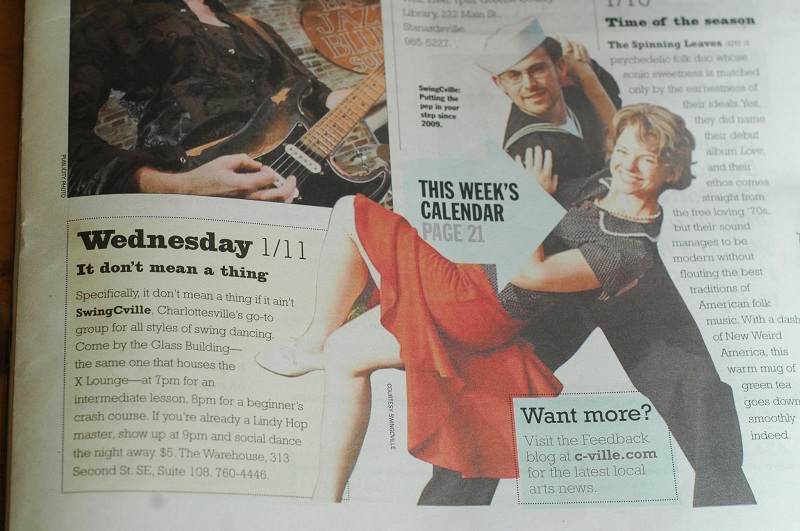 JAZZ
BLUE
SO
PUBLICITY PHOTO
Library, 222 Main St.,
Stanardsville.
985-5227.
SwingCville:
Putting the
pep in your
step since
2009.
THIS WEEK'S
CALENDAR
PAGE 21
1/10
Time of the season
The Spinning Leaves are a
psychedelic folk duo whose
sonic sweetness is matched
only by the earnestness of
their ideals. Yes,
they did name
their debut
album Love,
and their
ethos comes
straight from
the free loving '70s,
but their sound
manages to be
modern without
flouting the best
traditions of
American folk
music. With a dash
of New Weird
America, this
warm mug of
green tea
goes down
smoothly
indeed.
Wednesday 1/11
It don't mean a thing
Specifically, it don't mean a thing if it ain't
SwingCville, Charlottesville's go-to
group for all styles of swing dancing.
Come by the Glass Building—
the same one that houses the
X Lounge—at 7pm for an
intermediate lesson, 8pm for a beginner's
crash course. If you're already a Lindy Hop
master, show up at 9pm and social dance
the night away. $5. The Warehouse, 313
Second St. SE, Suite 108. 760-4446.
COURTESY SWINGCVILLE
Want more?
Visit the Feedback
blog at c-ville.com
for the latest local
arts news.